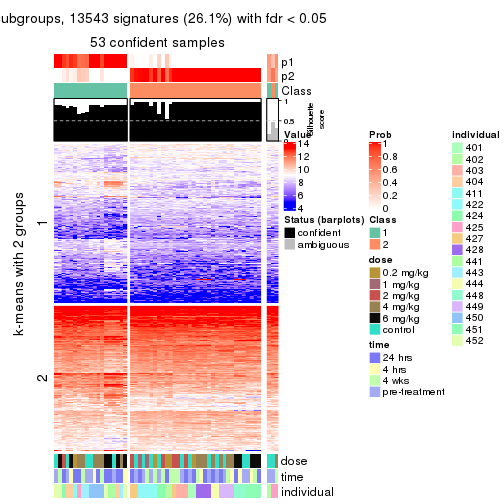 ubgroups, 13543 signatures (26.1%) with fdr < 0.05
53 confident samples
p1
p2
Class
1
0.5
0
Silhouette
score
k-means with 2 groups
1
2
dose
time
individual
Value
14
12
10
8
6
4
Status (barplots)
confident
ambiguous
Prob
1
0.8
0.6
0.4
0.2
0
Class
1
2
dose
0.2 mg/kg
1 mg/kg
2 mg/kg
4 mg/kg
6 mg/kg
control
time
24 hrs
4 hrs
4 wks
pre-treatment
individual
401
402
403
404
411
422
424
425
427
428
441
443
444
448
449
450
451
452